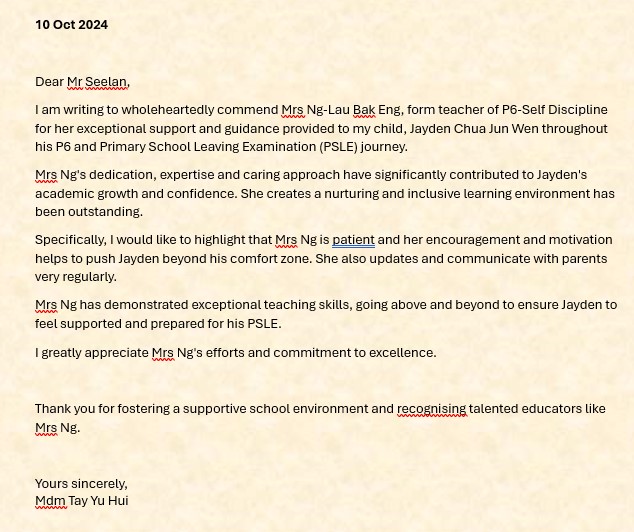 10 Oct 2024
Dear Mr Seelan,
I am writing to wholeheartedly commend Mrs Ng-Lau Bak Eng, form teacher of P6-Self Discipline
for her exceptional support and guidance provided to my child, Jayden Chua Jun Wen throughout
his P6 and Primary School Leaving Examination (PSLE) journey.
Mrs Ng's dedication, expertise and caring approach have significantly contributed to Jayden's
academic growth and confidence. She creates a nurturing and inclusive learning environment has
been outstanding.
Specifically, I would like to highlight that Mrs Ng is patient and her encouragement and motivation
helps to push Jayden beyond his comfort zone. She also updates and communicate with parents
very regularly.
Mrs Ng has demonstrated exceptional teaching skills, going above and beyond to ensure Jayden to
feel supported and prepared for his PSLE.
I greatly appreciate Mrs Ng's efforts and commitment to excellence.
Thank you for fostering a supportive school environment and recognising talented educators like
Mrs Ng.
Yours sincerely,
Mdm Tay Yu Hui